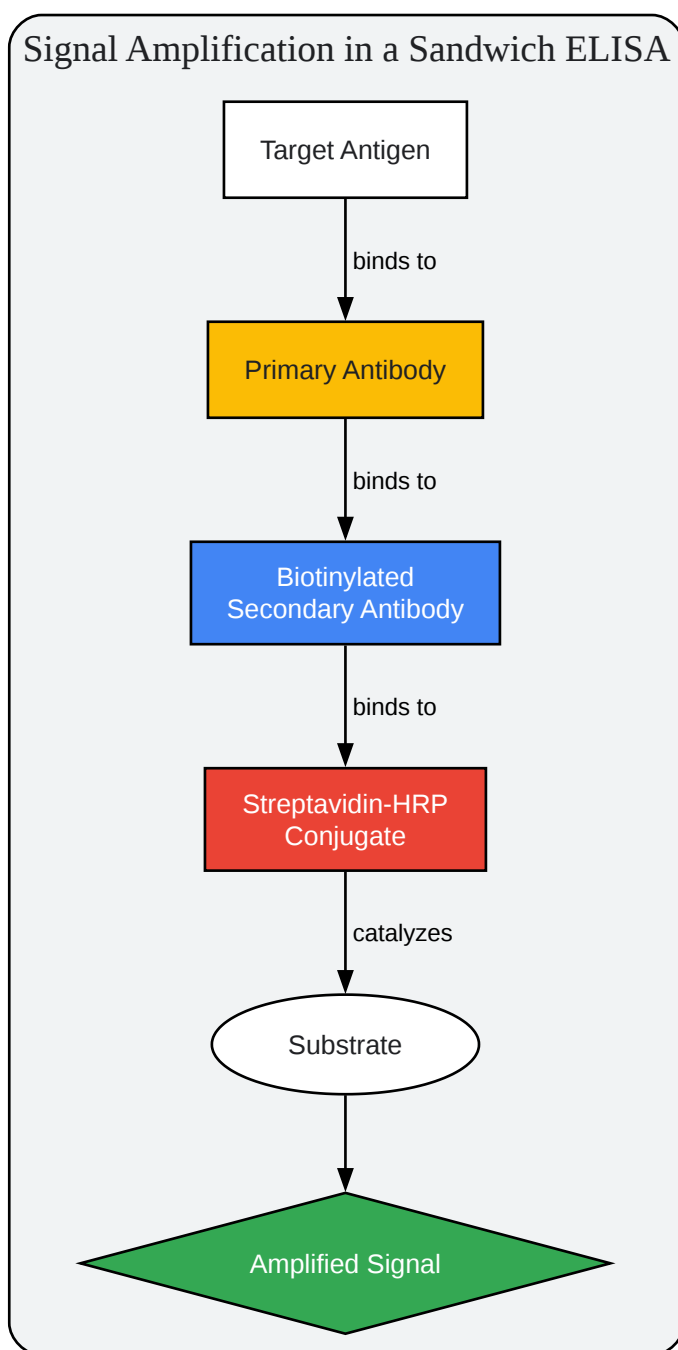 Signal Amplification in a Sandwich ELISA
Target Antigen
binds to
Primary Antibody
binds to
Biotinylated
Secondary Antibody
binds to
Streptavidin-HRP
Conjugate
catalyzes
Substrate
Amplified Signal